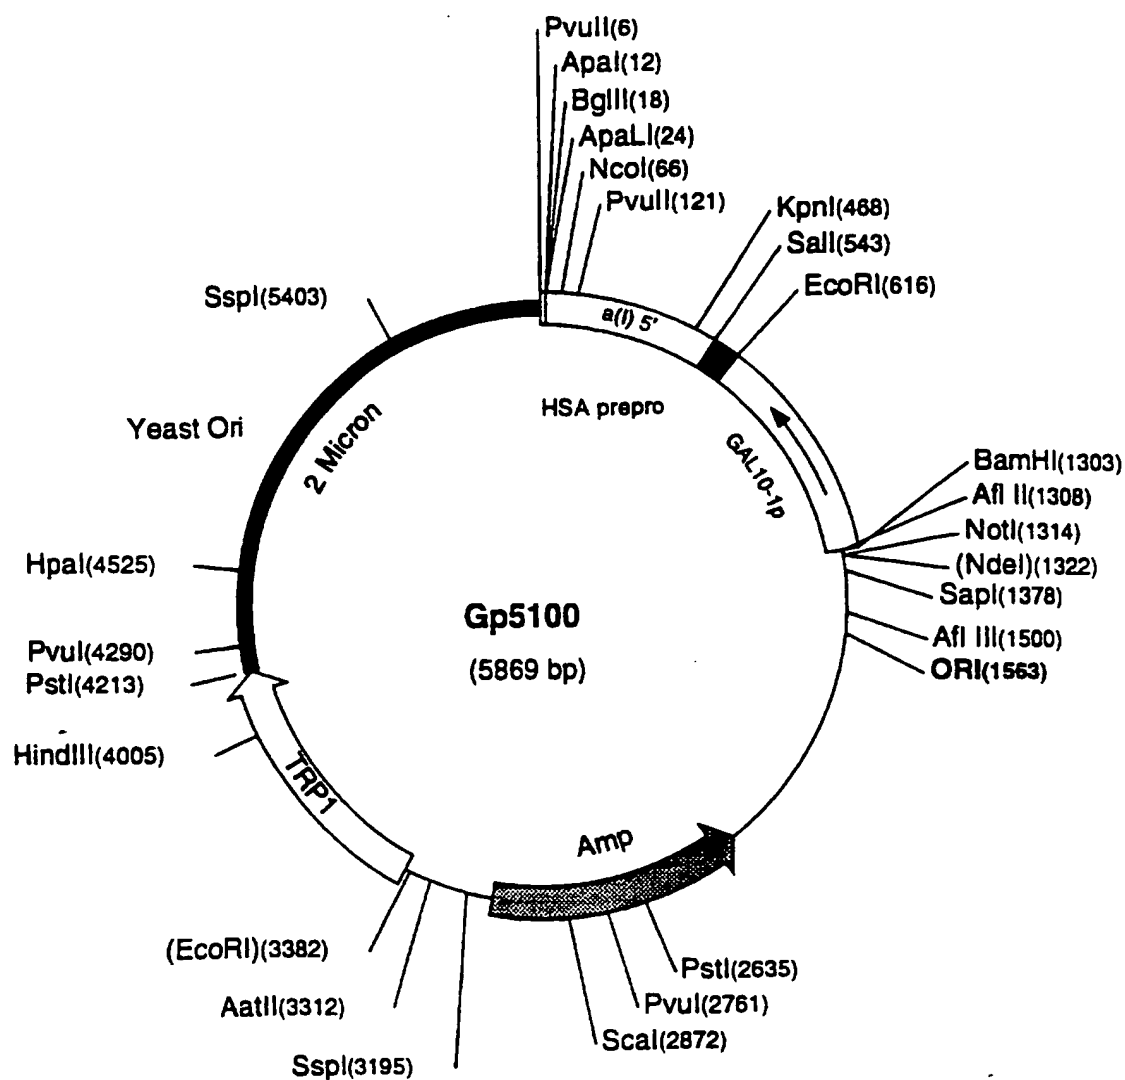 PvuII(6)
ApaI(12)
BglII(18)
ApaLI(24)
NcoI(66)
PvuII(121)
KpnI(468)
SalI(543)
EcoRI(616)
SspI(5403)
a(I) 5'
HSA prepro
Yeast Ori
2 Micron
GAL10-1p
BamHI(1303)
Afl II(1308)
NotI(1314)
(NdeI)(1322)
SapI(1378)
Afl III(1500)
ORI(1563)
HpaI(4525)
Gp5100
(5869 bp)
PvuI(4290)
PstI(4213)
HindIII(4005)
TRP1
Amp
(EcoRI)(3382)
AatII(3312)
SspI(3195)
PstI(2635)
PvuI(2761)
ScaI(2872)